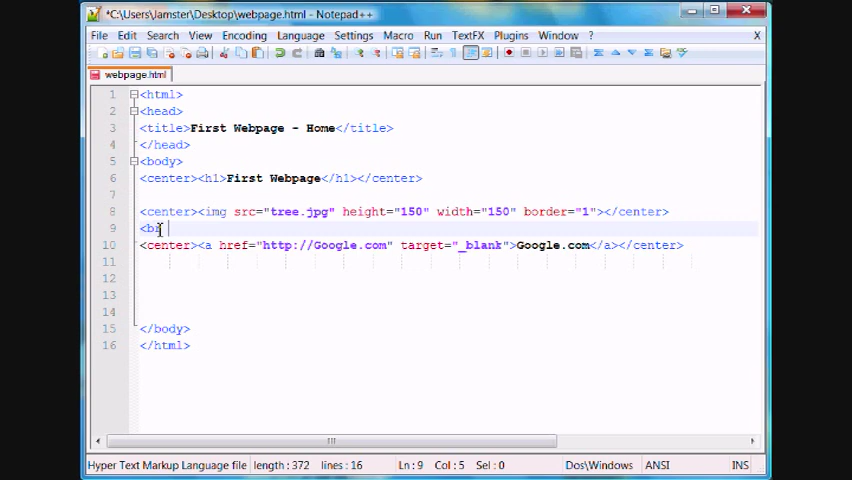 *C:\Users\lamster\Desktop\webpage.html - Notepad++
File Edit Search View Encoding Language Settings Macro Run TextFX Plugins Window ? X
webpage.html
1 <html>
2 <head>
3 <title>First Webpage - Home</title>
4 </head>
5 <body>
6 <center><h1>First Webpage</h1></center>
7
8 <center><img src="tree.jpg" height="150" width="150" border="1"></center>
9 <br
10 <center><a href="http://Google.com" target="_blank">Google.com</a></center>
11
12
13
14
15 </body>
16 </html>
Hyper Text Markup Language file length : 372 lines : 16 Ln : 9 Col : 5 Sel : 0 Dos\Windows ANSI INS